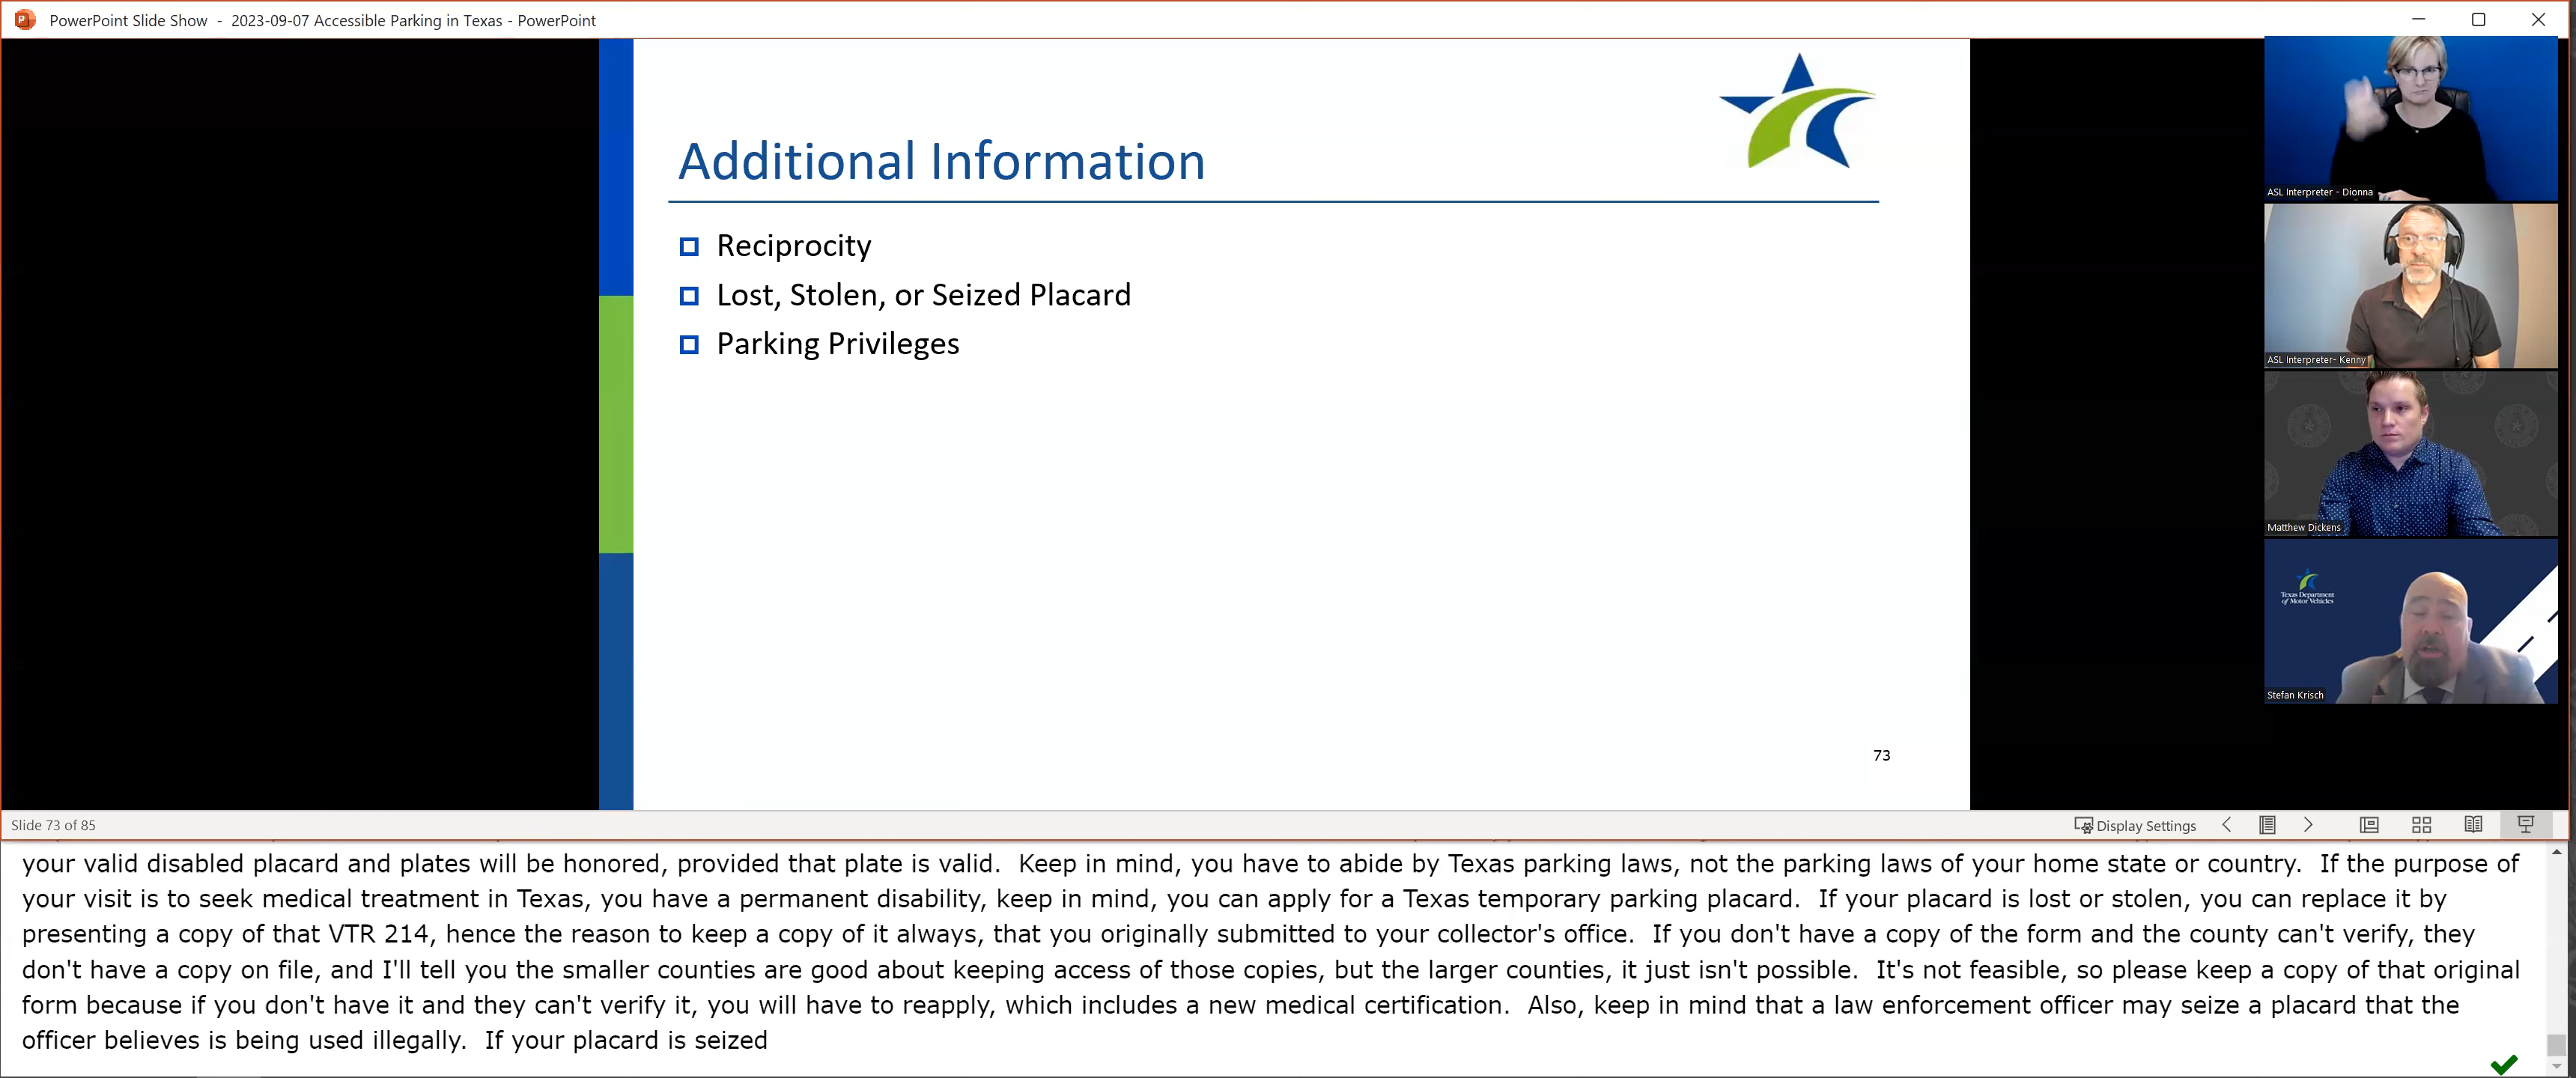 PowerPoint Slide Show - 2023-09-07 Accessible Parking in Texas - PowerPoint
Additional Information
Reciprocity
Lost, Stolen, or Seized Placard
Parking Privileges
73
ASL Interpreter - Dionna
ASL Interpreter- Kenny
Matthew Dickens
Texas Department
of Motor Vehicles
Stefan Krisch
Slide 73 of 85
Display Settings
your valid disabled placard and plates will be honored, provided that plate is valid.  Keep in mind, you have to abide by Texas parking laws, not the parking laws of your home state or country.  If the purpose of
your visit is to seek medical treatment in Texas, you have a permanent disability, keep in mind, you can apply for a Texas temporary parking placard.  If your placard is lost or stolen, you can replace it by
presenting a copy of that VTR 214, hence the reason to keep a copy of it always, that you originally submitted to your collector's office.  If you don't have a copy of the form and the county can't verify, they
don't have a copy on file, and I'll tell you the smaller counties are good about keeping access of those copies, but the larger counties, it just isn't possible.  It's not feasible, so please keep a copy of that original
form because if you don't have it and they can't verify it, you will have to reapply, which includes a new medical certification.  Also, keep in mind that a law enforcement officer may seize a placard that the
officer believes is being used illegally.  If your placard is seized